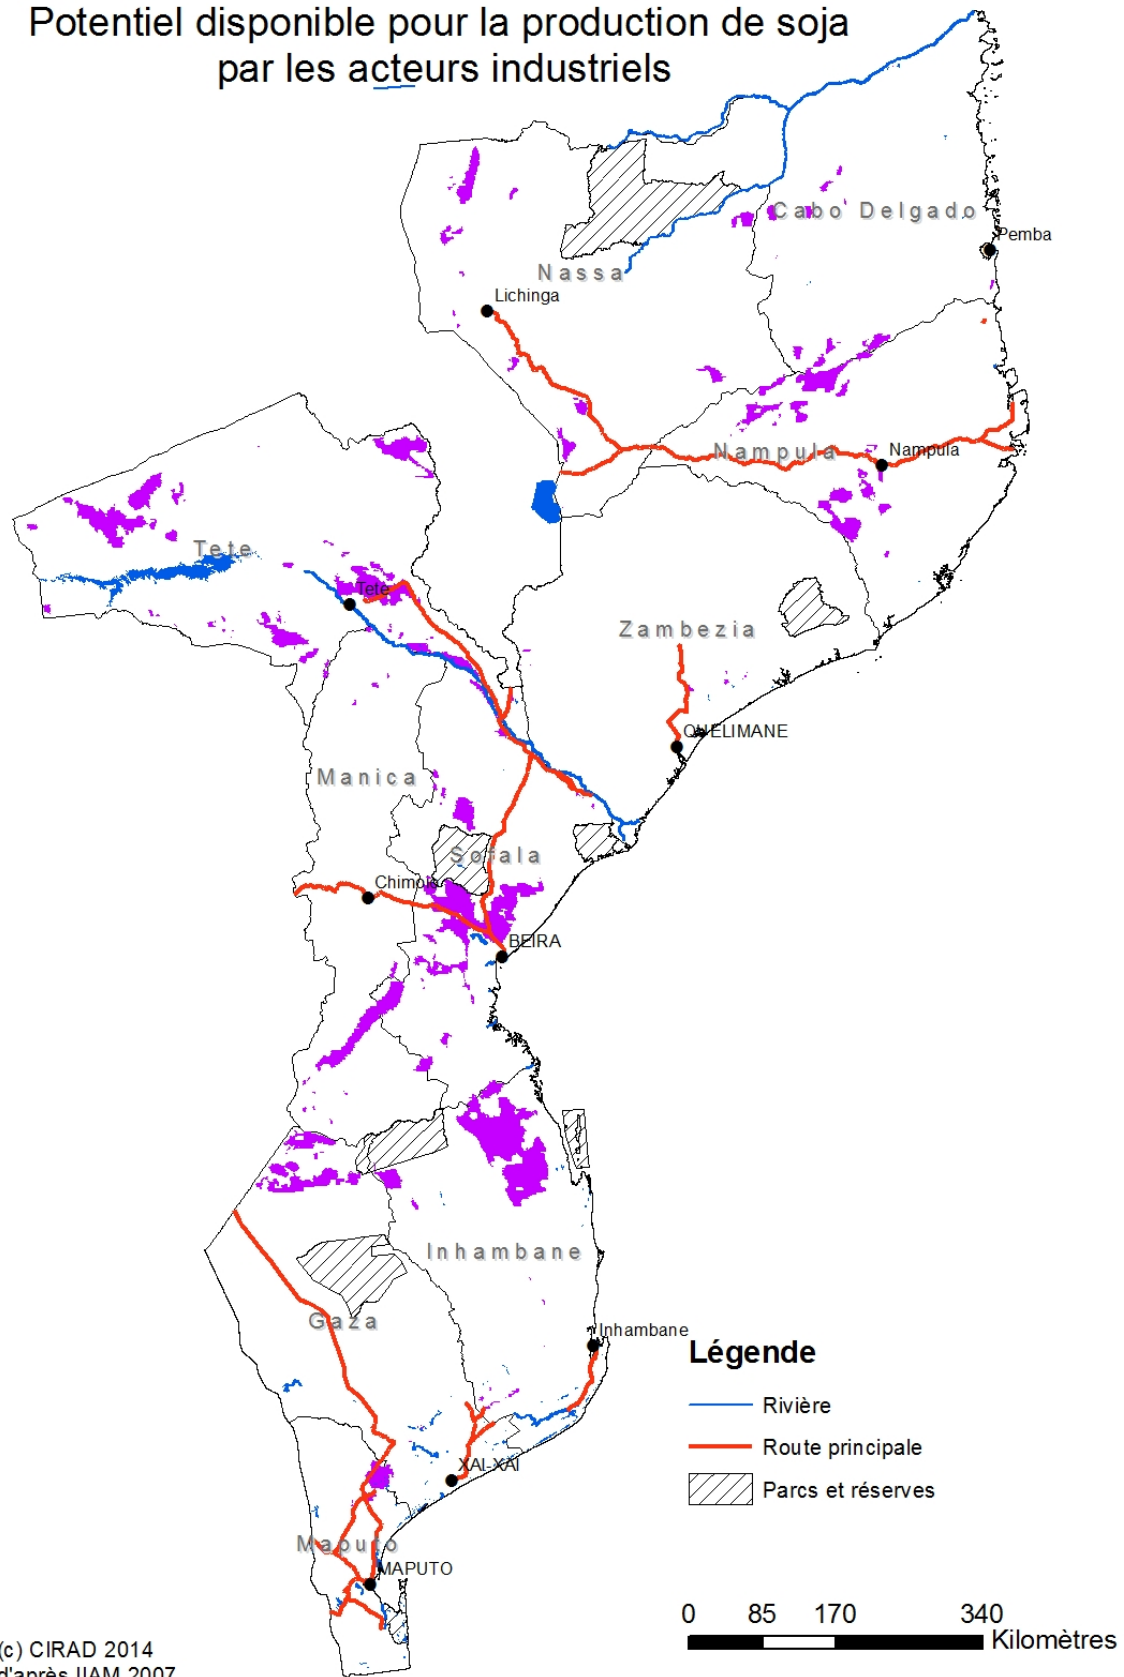 Potentiel disponible pour la production de soja
par les acteurs industriels
Cabo Delgado
Pemba
Nassa
Lichinga
Nampula
Nampula
Tete
Tete
Zambezia
QUELIMANE
Manica
Sofala
Chimoio
BEIRA
Inhambane
Gaza
Inhambane
Légende
Rivière
Route principale
XAI-XAI
Parcs et réserves
Maputo
MAPUTO
0 85 170 340
Kilomètres
(c) CIRAD 2014
d'après IIAM 2007